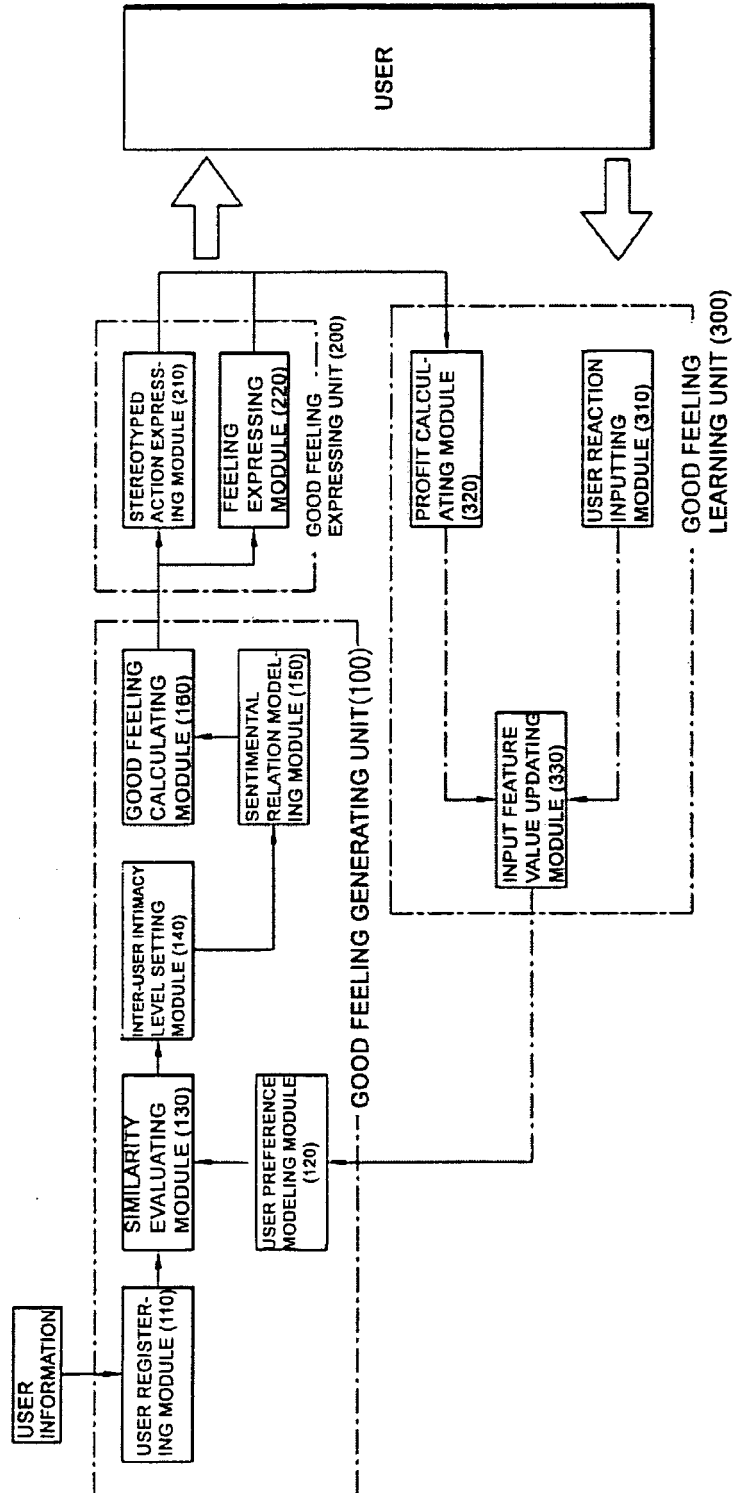 USER
INFORMATION
USER REGISTER-
ING MODULE (110)
SIMILARITY
EVALUATING
MODULE (130)
USER PREFERENCE
MODELING MODULE
(120)
INTER-USER INTIMACY
LEVEL SETTING
MODULE (140)
GOOD FEELING
CALCULATING
MODULE (160)
SENTIMENTAL
RELATION MODEL-
ING MODULE (150)
GOOD FEELING GENERATING UNIT(100)
STEREOTYPED
ACTION EXPRESS-
ING MODULE (210)
FEELING
EXPRESSING
MODULE (220)
GOOD FEELING
EXPRESSING UNIT (200)
USER
PROFIT CALCUL-
ATING MODULE
(320)
USER REACTION
INPUTTING
MODULE (310)
INPUT FEATURE
VALUE UPDATING
MODULE (330)
GOOD FEELING
LEARNING UNIT (300)